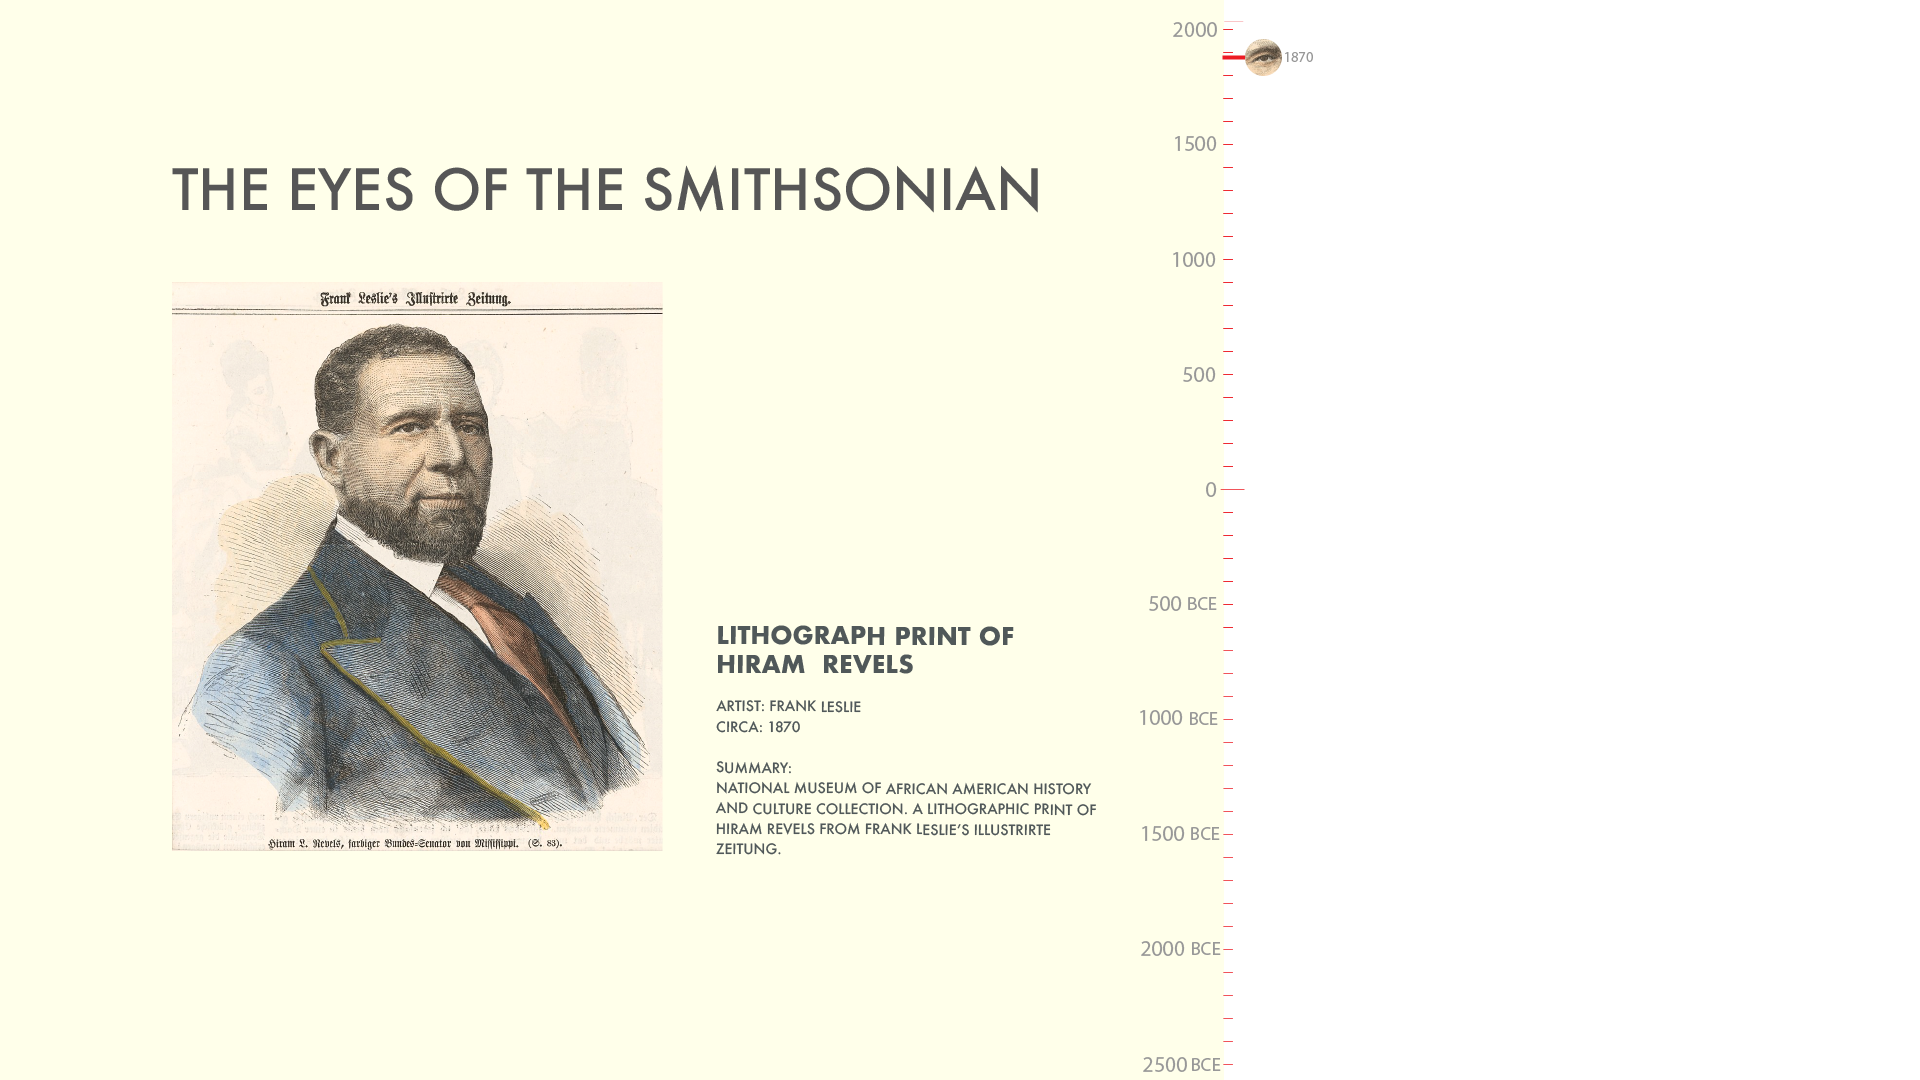 THE EYES OF THE SMITHSONIAN
Frank Leslie's Illustrirte Zeitung.
Hiram L. Revels, farbiger Bundes-Senator von Mississippi. (S. 83).
LITHOGRAPH PRINT OF
HIRAM REVELS
ARTIST: FRANK LESLIE
CIRCA: 1870
SUMMARY:
NATIONAL MUSEUM OF AFRICAN AMERICAN HISTORY
AND CULTURE COLLECTION. A LITHOGRAPHIC PRINT OF
HIRAM REVELS FROM FRANK LESLIE'S ILLUSTRIRTE
ZEITUNG.
2000
1870
1500
1000
500
0
500 BCE
1000 BCE
1500 BCE
2000 BCE
2500 BCE